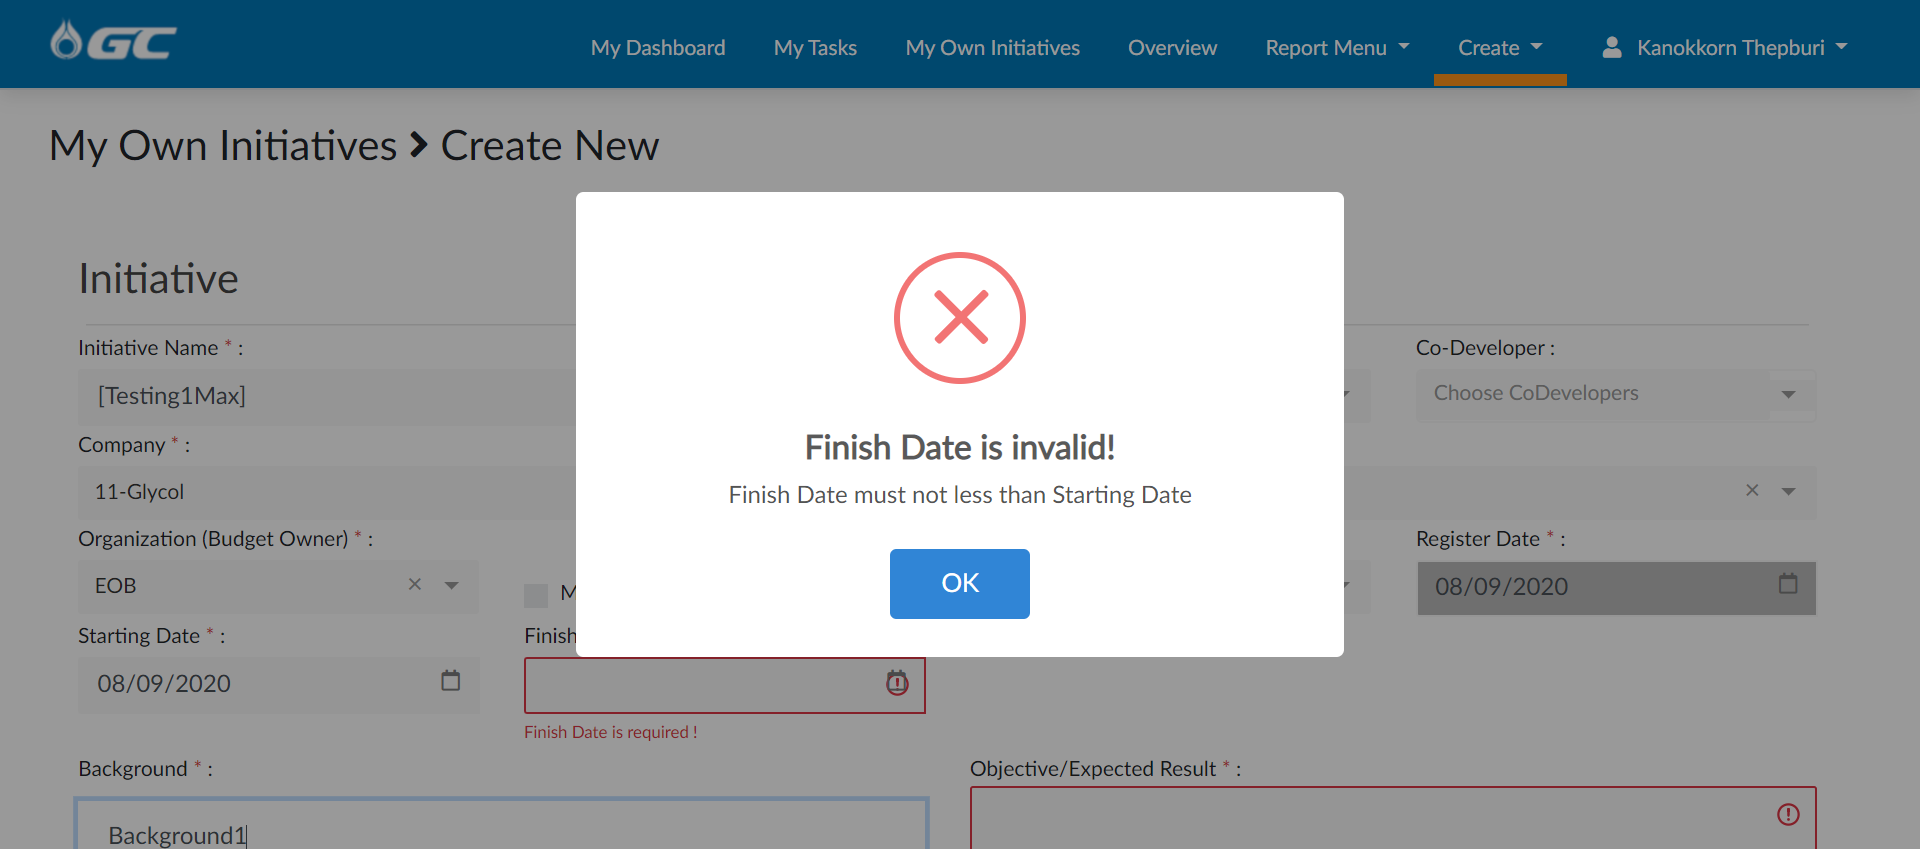 GC
My Dashboard
My Tasks
My Own Initiatives
Overview
Report Menu
Create
Kanokkorn Thepburi
My Own Initiatives > Create New
Initiative
Initiative Name * :
Co-Developer :
[Testing1Max]
Choose CoDevelopers
Company * :
11-Glycol
Organization (Budget Owner) * :
Register Date * :
EOB
08/09/2020
Starting Date * :
Finish
08/09/2020
Finish Date is required !
Background * :
Objective/Expected Result * :
Background1
Finish Date is invalid!
Finish Date must not less than Starting Date
OK